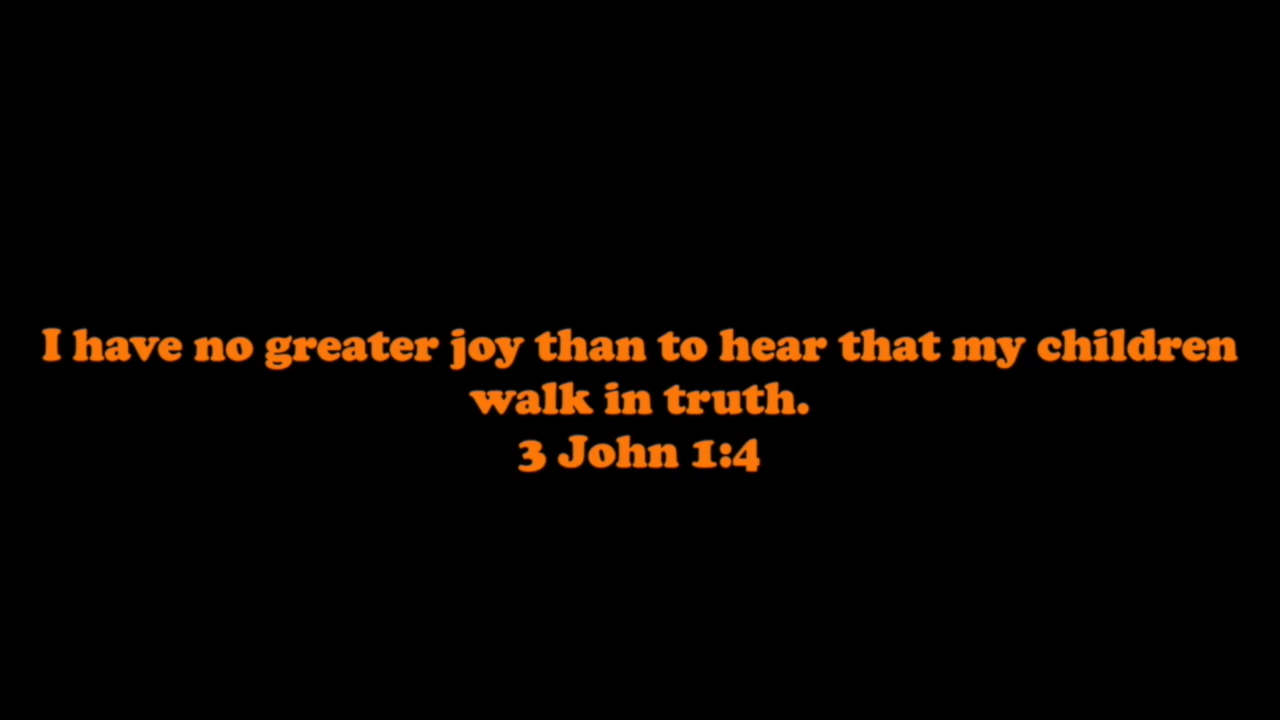 I have no greater joy than to hear that my children
walk in truth.
3 John 1:4